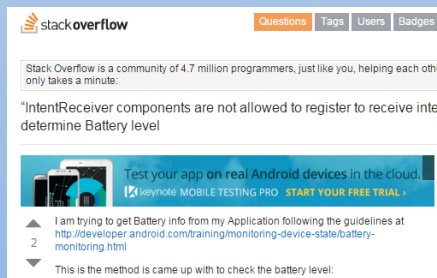 stackoverflow
Questions Tags Users Badges
Stack Overflow is a community of 4.7 million programmers, just like you, helping each othe
only takes a minute:
"IntentReceiver components are not allowed to register to receive inte
determine Battery level
Test your app on real Android devices in the cloud.
keynote MOBILE TESTING PRO START YOUR FREE TRIAL ›
I am trying to get Battery info from my Application following the guidelines at
2
http://developer.android.com/training/monitoring-device-state/battery-
monitoring.html
This is the method is came up with to check the battery level: